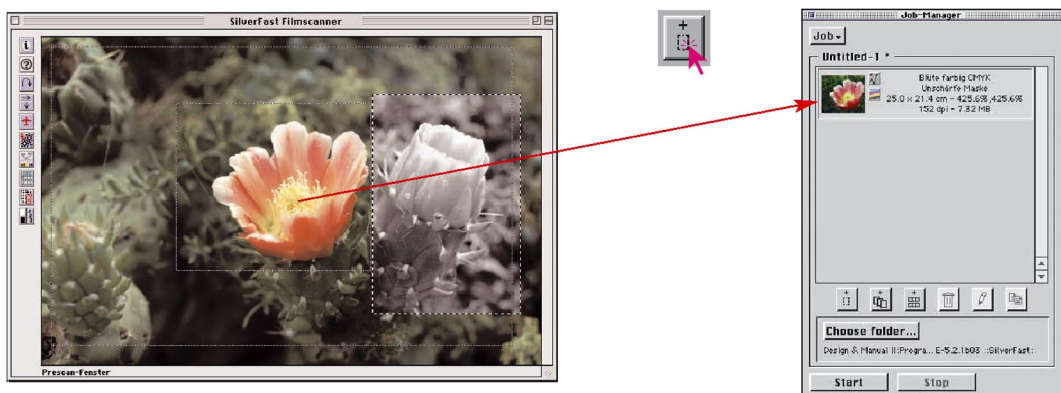 SilverFast Filmscanner
Prescan-Fenster
Job-Manager
Job
Untitled-1 *
Blüte farbig CMYK
Unschärfe Maske
25.0 x 21.4 cm - 425.6%,425.6%
152 dpi - 7.32 MB
Choose folder...
Design & Manual II:Progra... E-5.2.1b03 ::SilverFast::
Start
Stop